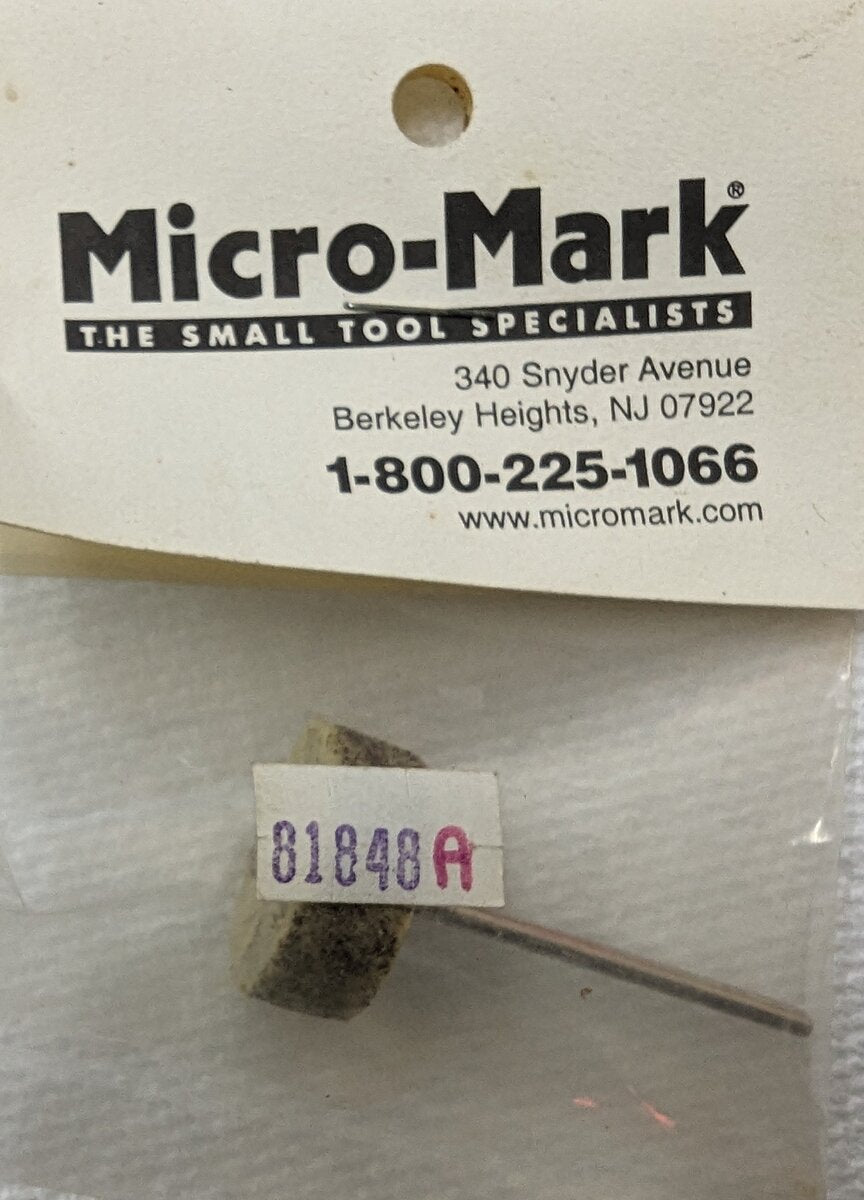 Micro-Mark®
THE SMALL TOOL SPECIALISTS
340 Snyder Avenue
Berkeley Heights, NJ 07922
1-800-225-1066
www.micromark.com
81848A